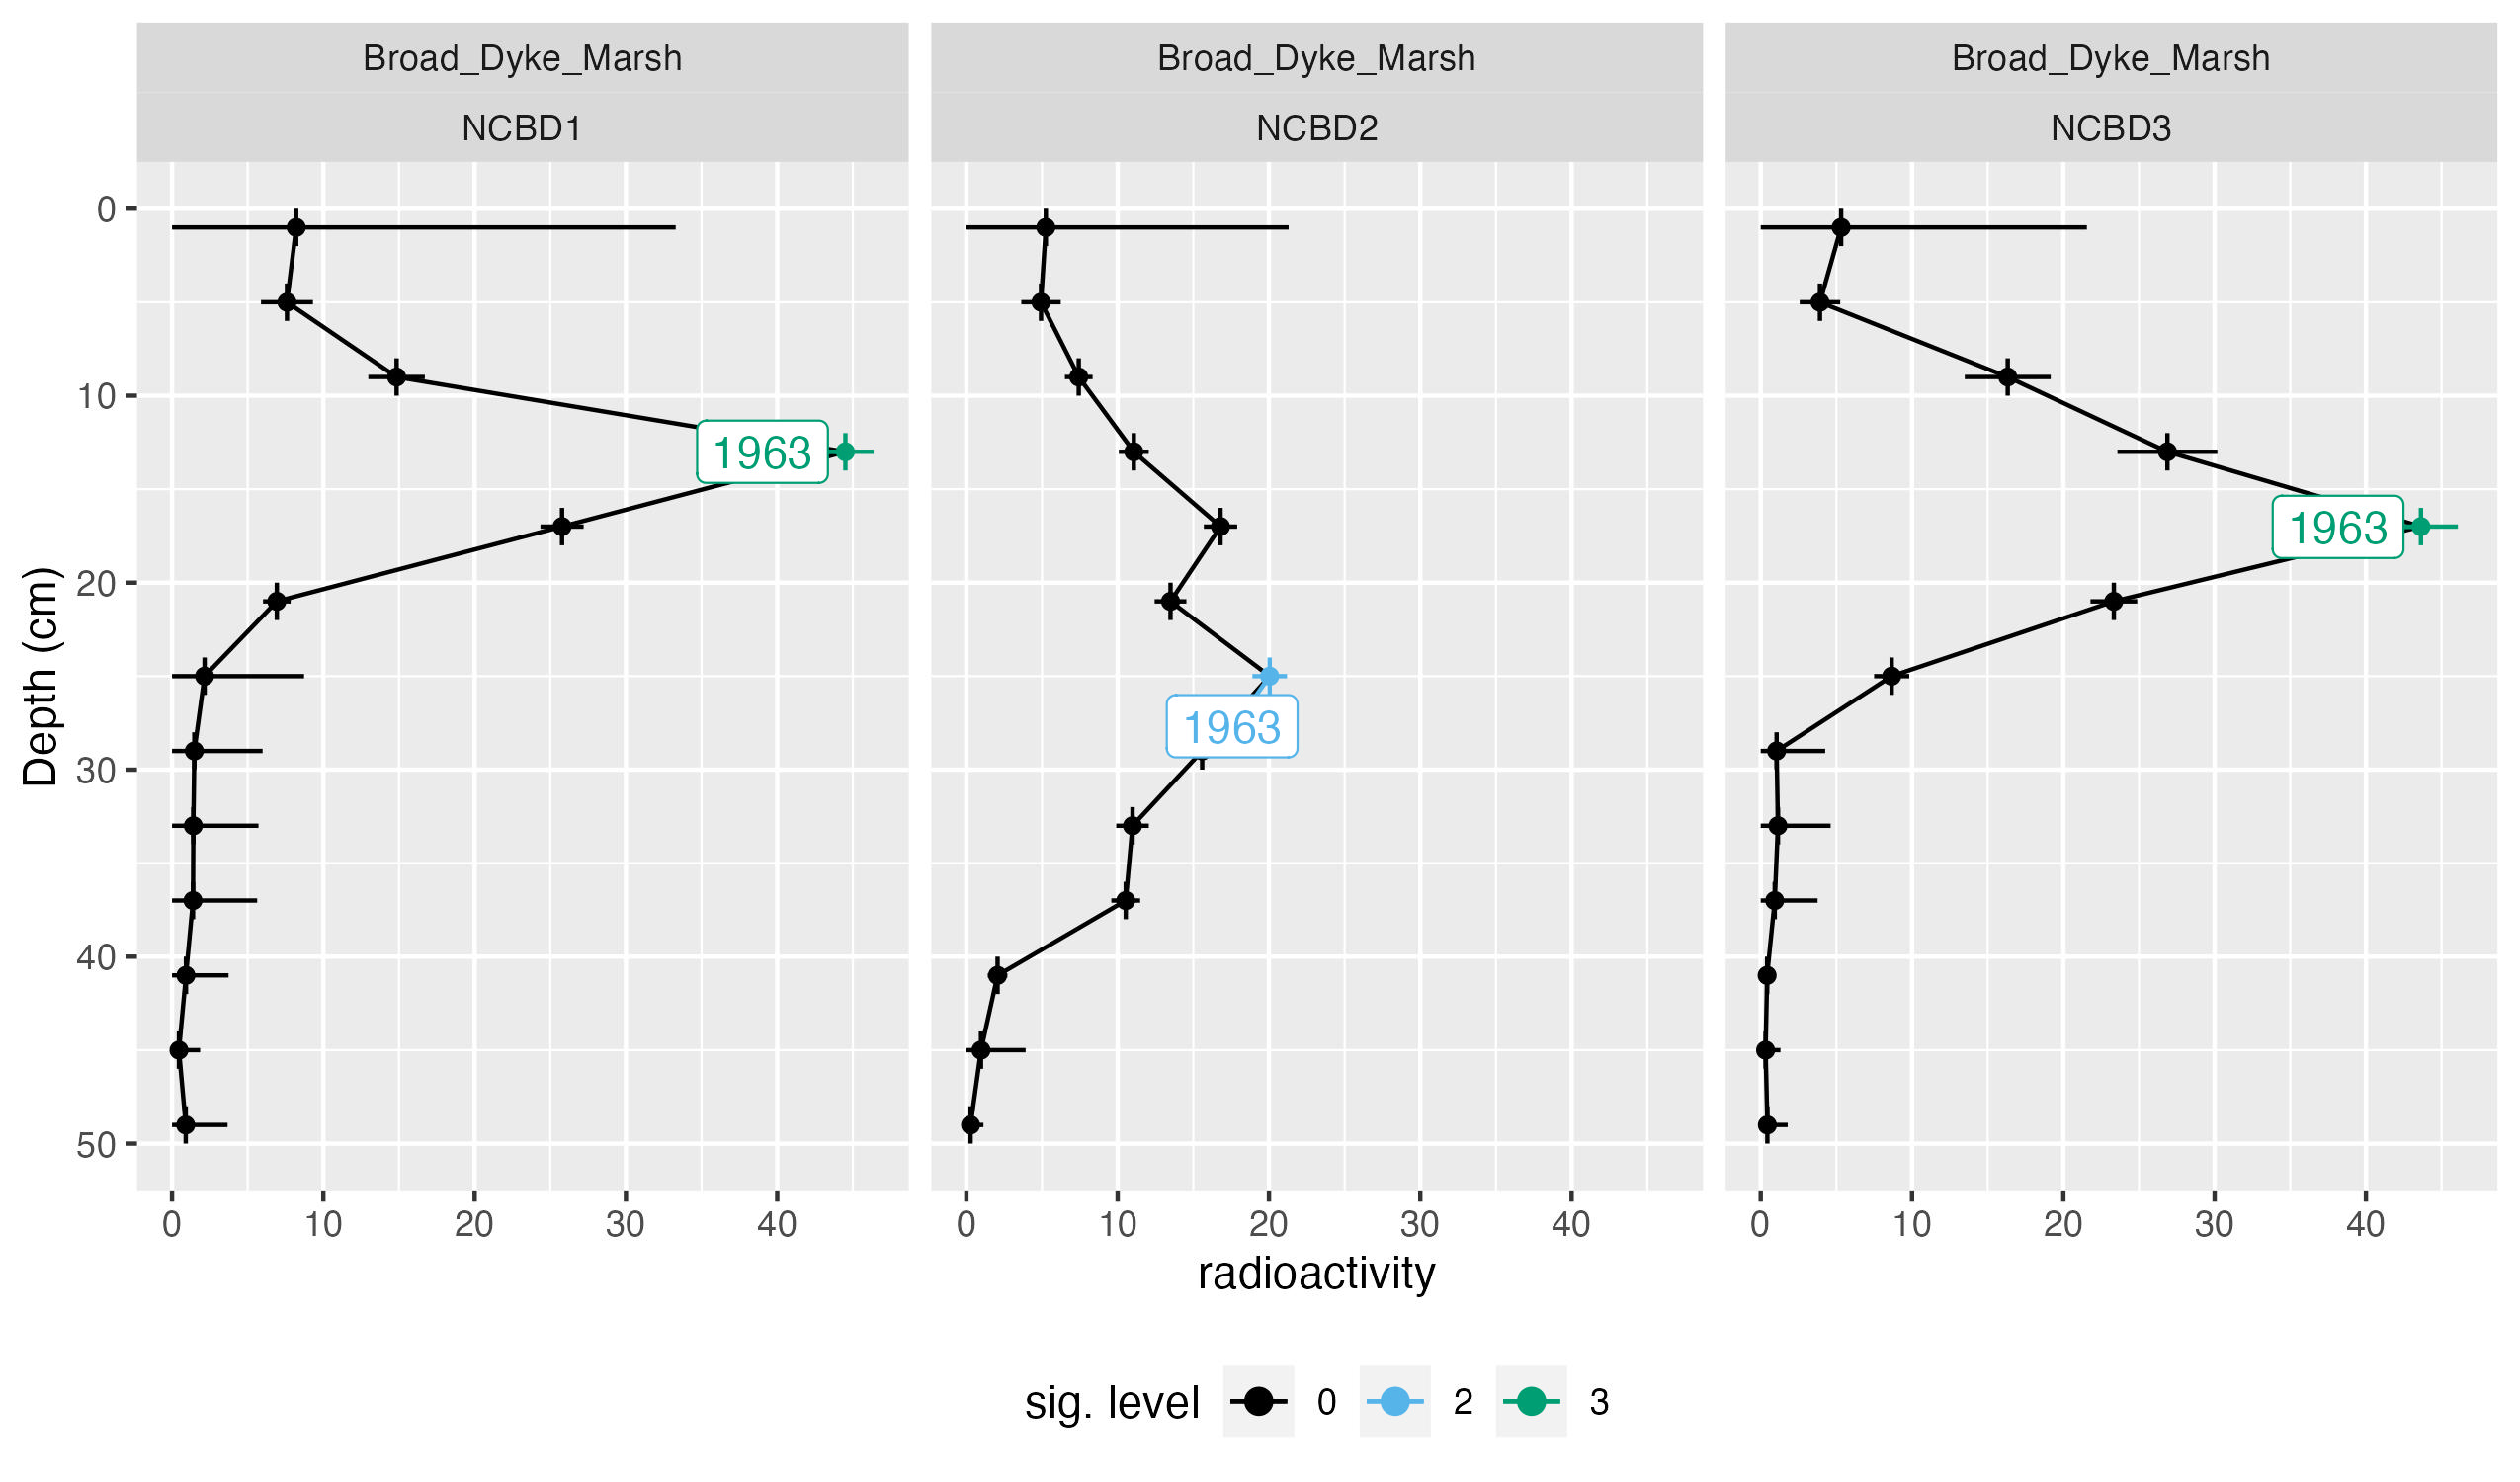 Broad_Dyke_Marsh Broad_Dyke_Marsh Broad_Dyke_Marsh
NCBD1 NCBD2 NCBD3
Depth (cm)
0
10
20
30
40
50
1963
1963
1963
0 10 20 30 40 0 10 20 30 40 0 10 20 30 40
radioactivity
sig. level 0 2 3